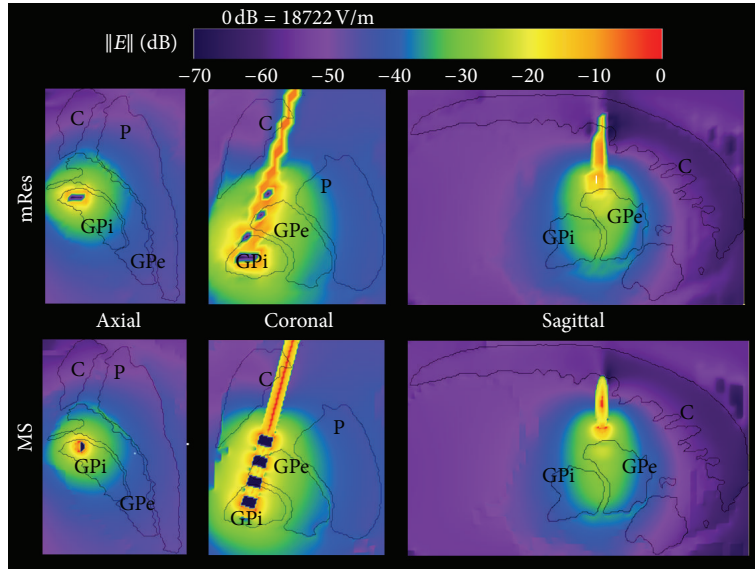 0 dB = 18722 V/m
‖E‖ (dB)
−70 −60 −50 −40 −30 −20 −10 0
mRes
C
P
GPi
GPe
C
P
GPe
GPi
C
GPe
GPi
Axial Coronal Sagittal
MS
C
P
GPi
GPe
C
P
GPe
GPi
C
GPe
GPi